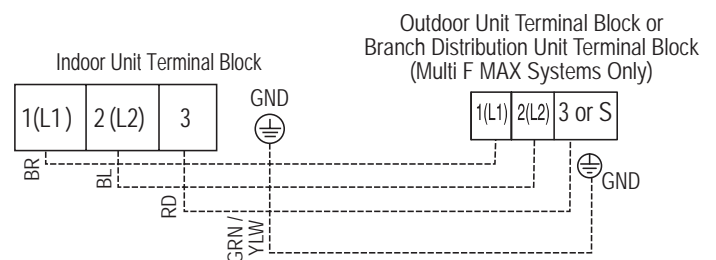 Outdoor Unit Terminal Block or
Branch Distribution Unit Terminal Block
(Multi F MAX Systems Only)
Indoor Unit Terminal Block
1(L1) 2(L2) 3
GND
1(L1) 2(L2) 3 or S
GND
BR
BL
RD
GRN /
YLW